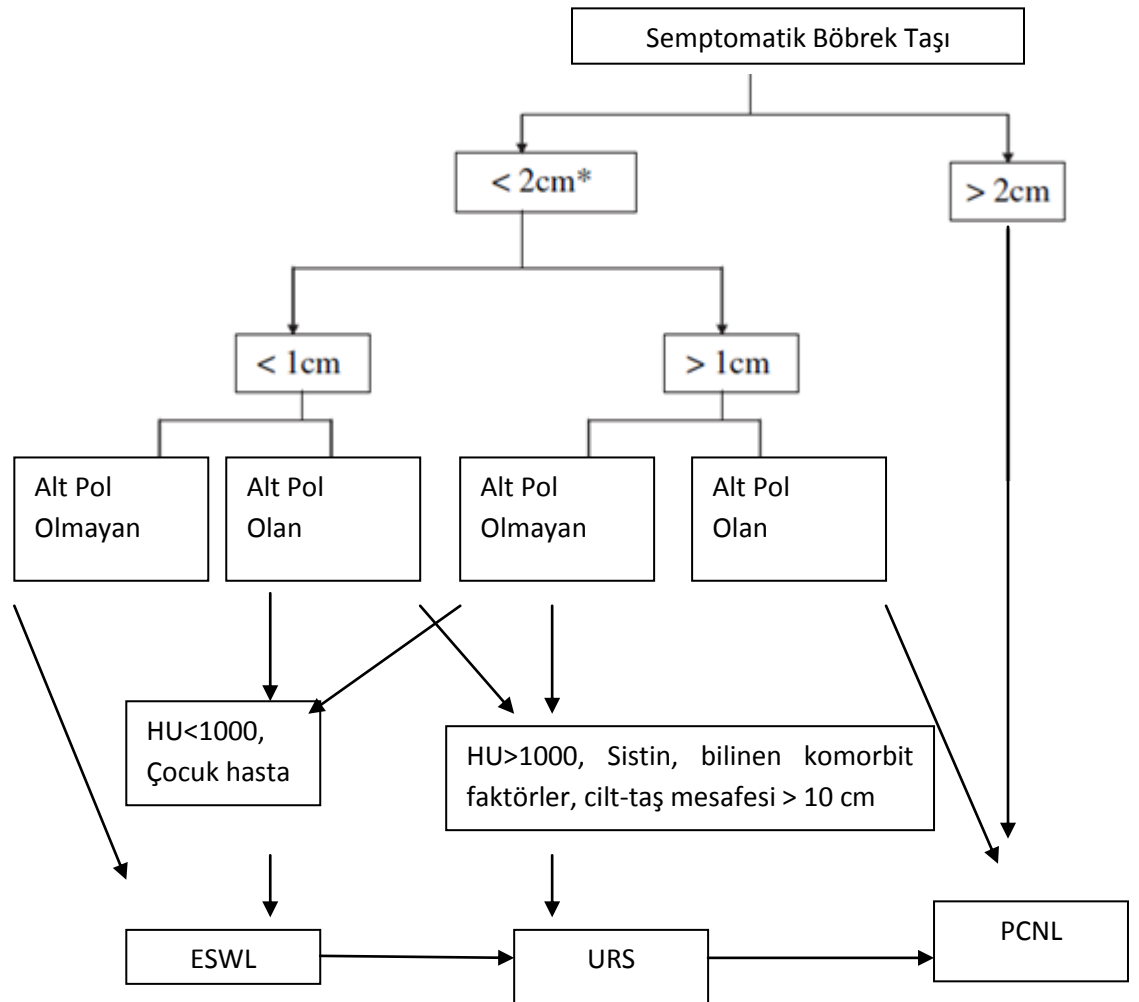 Semptomatik Böbrek Taşı
< 2cm*
> 2cm
< 1cm
> 1cm
Alt Pol
Olmayan
Alt Pol
Olan
Alt Pol
Olmayan
Alt Pol
Olan
HU<1000,
Çocuk hasta
HU>1000, Sistin, bilinen komorbit
faktörler, cilt-taş mesafesi > 10 cm
ESWL
URS
PCNL